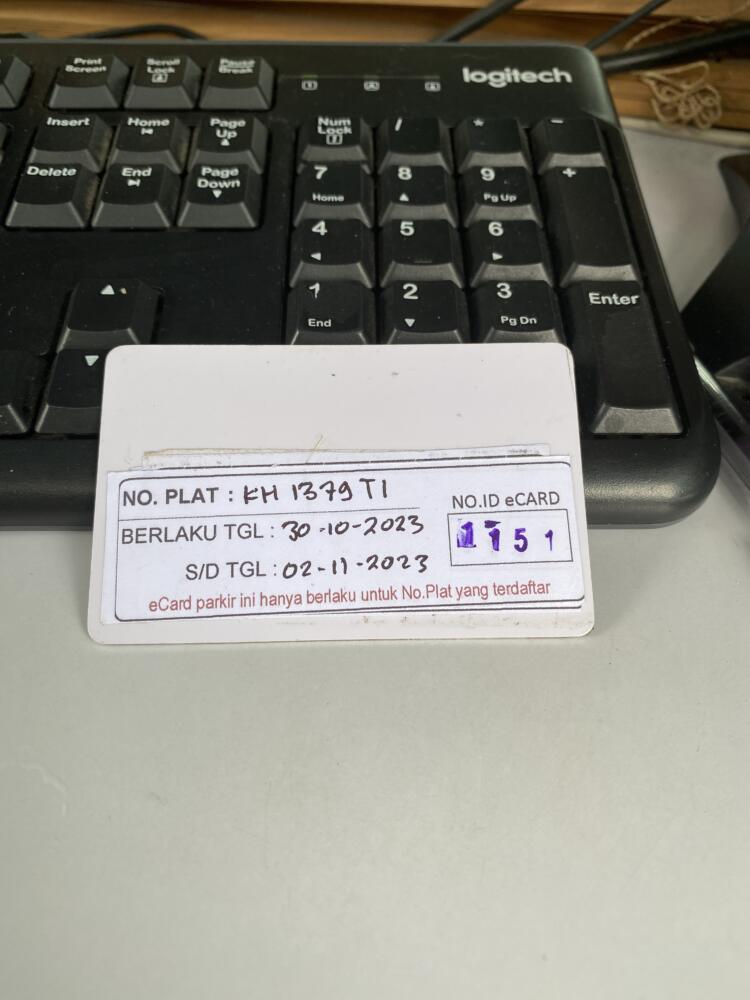 Print Screen Scroll Lock Pause Break logitech
Insert Home Page Up Num Lock / * -
Delete End Page Down 7 Home 8 9 Pg Up +
4 5 6
1 End 2 3 Pg Dn Enter
NO. PLAT : KH 1379 TI
BERLAKU TGL : 30-10-2023
S/D TGL : 02-11-2023
NO.ID eCARD
1151
eCard parkir ini hanya berlaku untuk No.Plat yang terdaftar